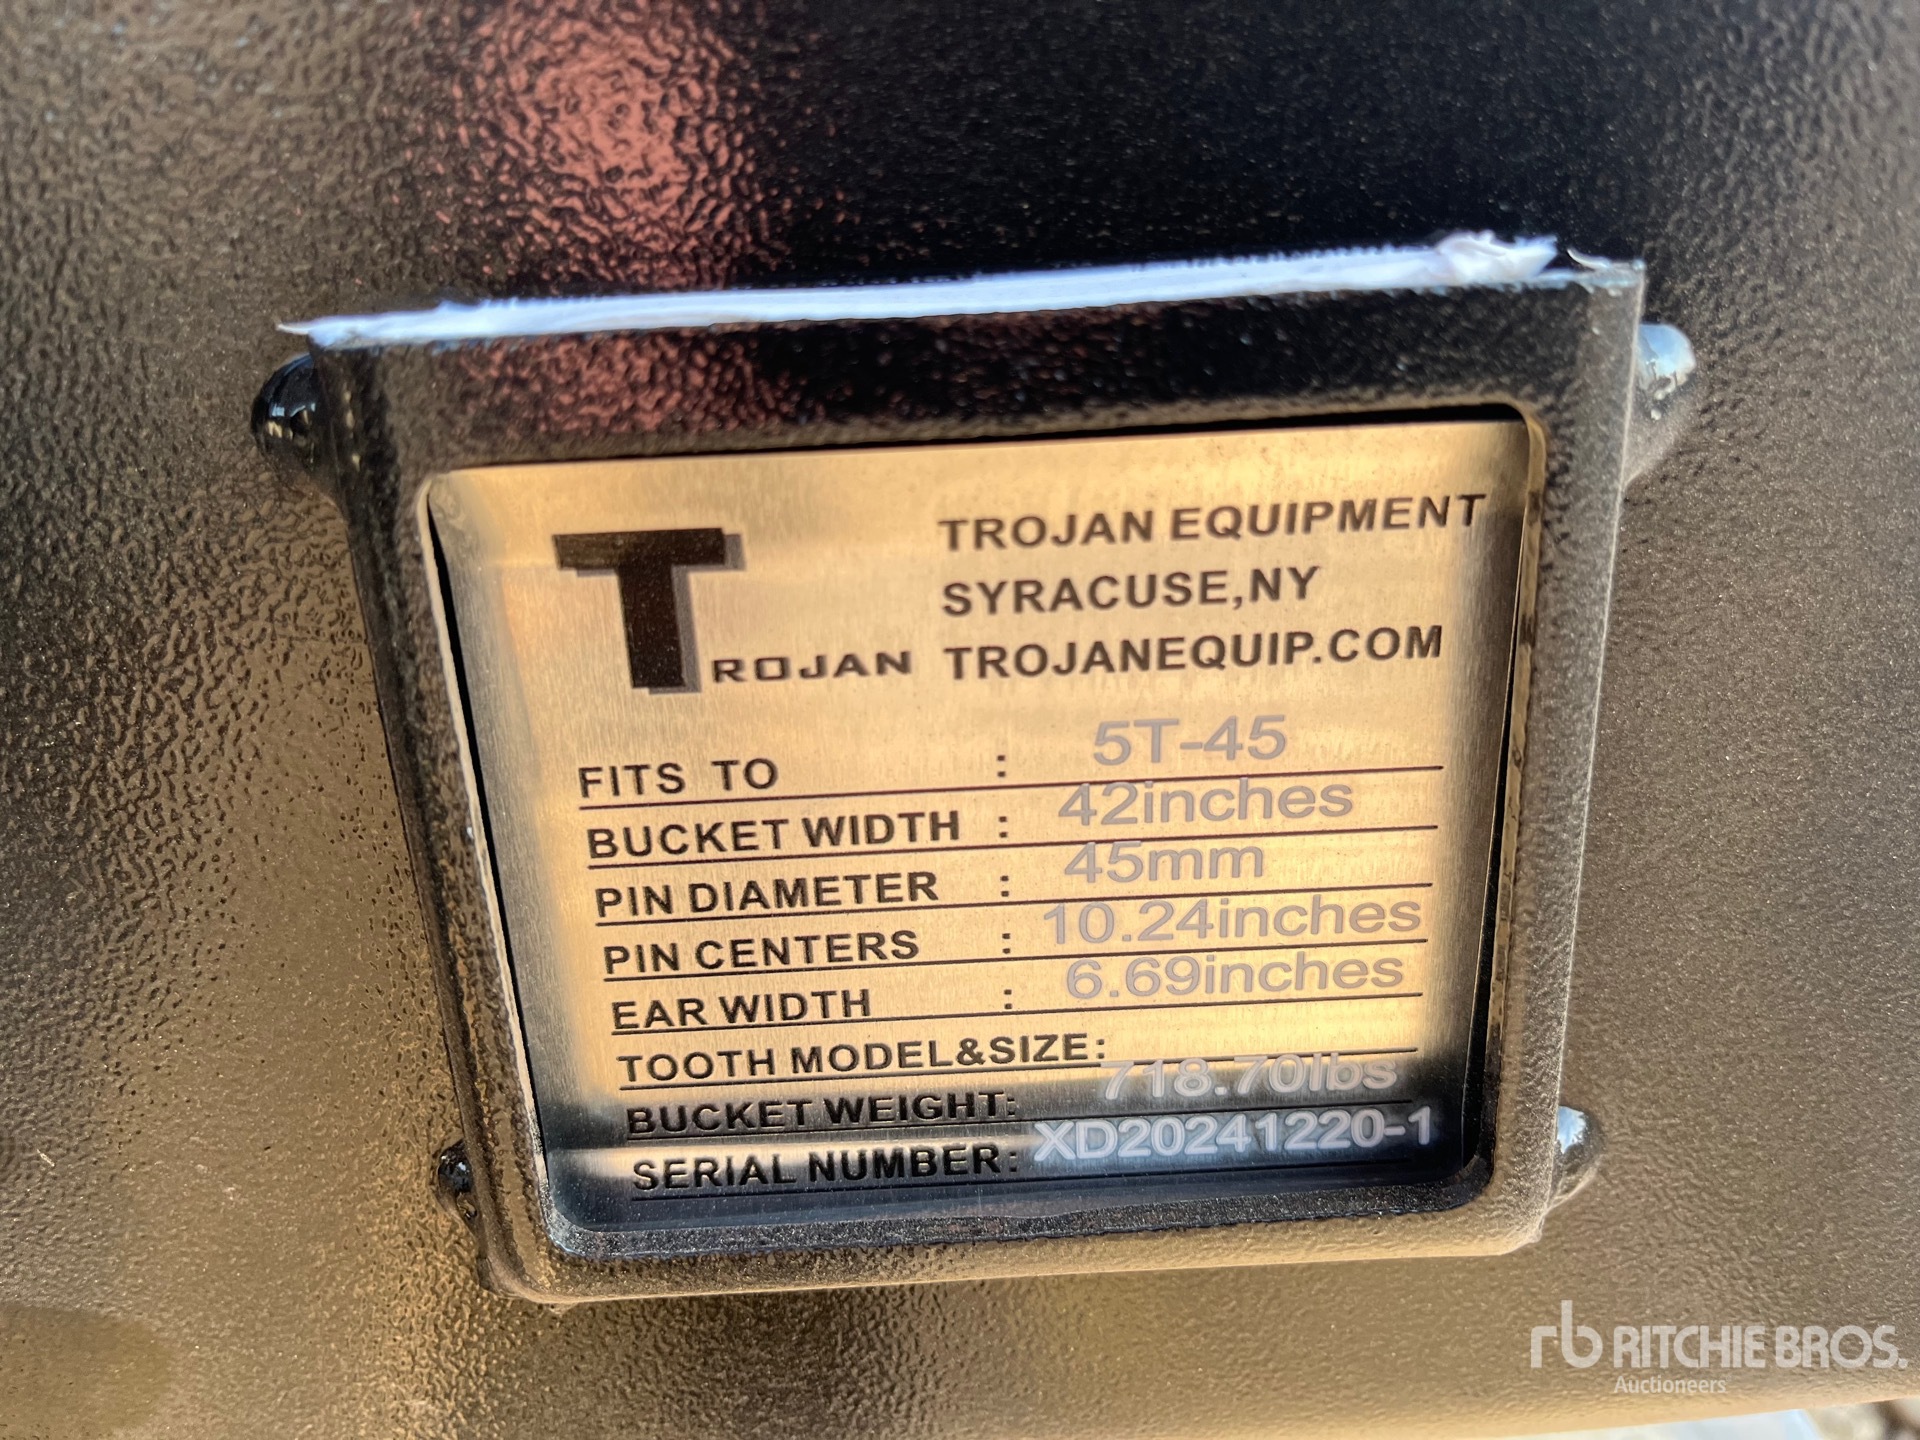 TROJAN
TROJAN EQUIPMENT
SYRACUSE,NY
TROJANEQUIP.COM
FITS TO : 5T-45
BUCKET WIDTH : 42inches
PIN DIAMETER : 45mm
PIN CENTERS : 10.24inches
EAR WIDTH : 6.69inches
TOOTH MODEL&SIZE:
BUCKET WEIGHT: 718.70lbs
SERIAL NUMBER: XD20241220-1
rb RITCHIE BROS.
Auctioneers